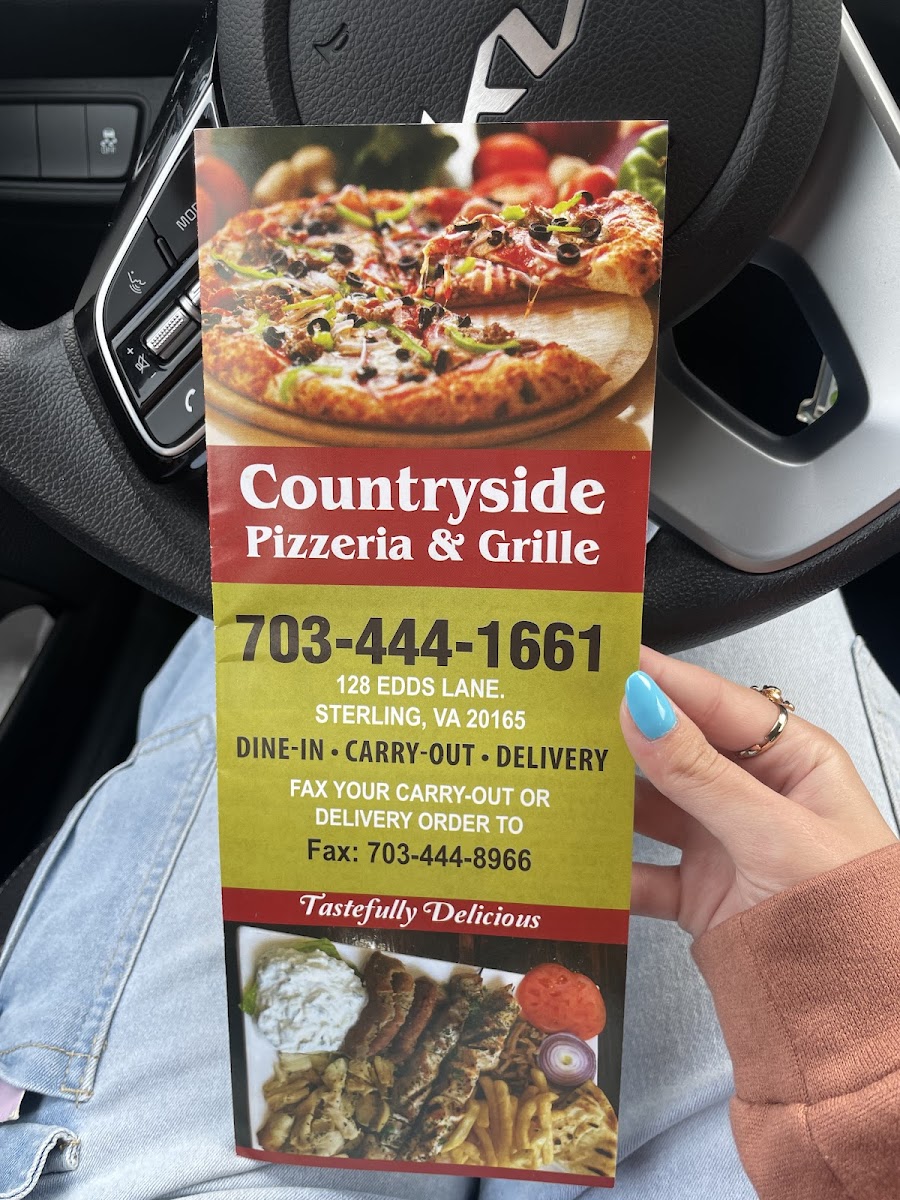 Countryside
Pizzeria & Grille
703-444-1661
128 EDDS LANE.
STERLING, VA 20165
DINE-IN • CARRY-OUT • DELIVERY
FAX YOUR CARRY-OUT OR
DELIVERY ORDER TO
Fax: 703-444-8966
Tastefully Delicious